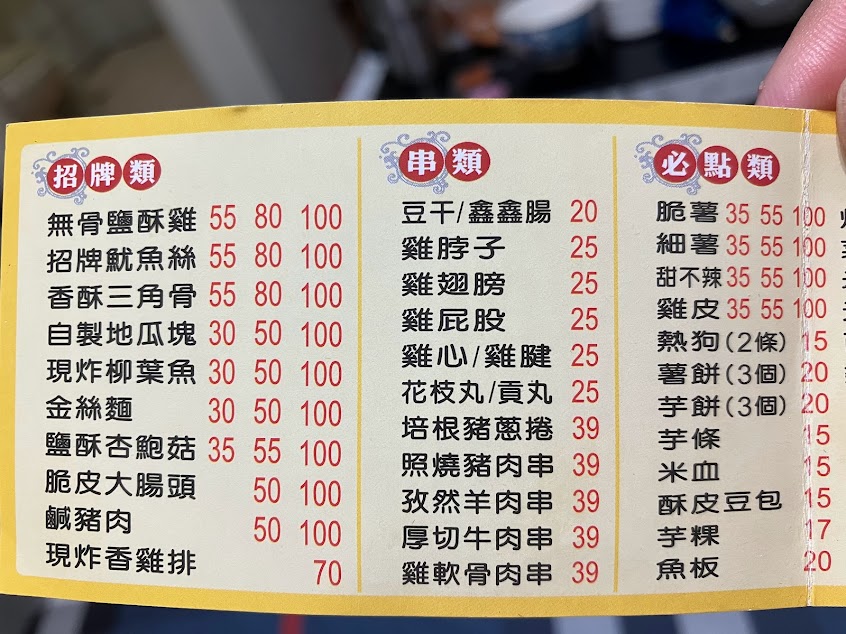 招牌類
無骨鹽酥雞 55 80 100
招牌魷魚絲 55 80 100
香酥三角骨 55 80 100
自製地瓜塊 30 50 100
現炸柳葉魚 30 50 100
金絲麵 30 50 100
鹽酥杏鮑菇 35 55 100
脆皮大腸頭 50 100
鹹豬肉 50 100
現炸香雞排 70
串類
豆干/鑫鑫腸 20
雞脖子 25
雞翅膀 25
雞屁股 25
雞心/雞腱 25
花枝丸/貢丸 25
培根豬蔥捲 39
照燒豬肉串 39
孜然羊肉串 39
厚切牛肉串 39
雞軟骨肉串 39
必點類
脆薯 35 55 100
細薯 35 55 100
甜不辣 35 55 100
雞皮 35 55 100
熱狗(2條) 15
薯餅(3個) 20
芋餅(3個) 20
芋條 15
米血 15
酥皮豆包 15
芋粿 17
魚板 20